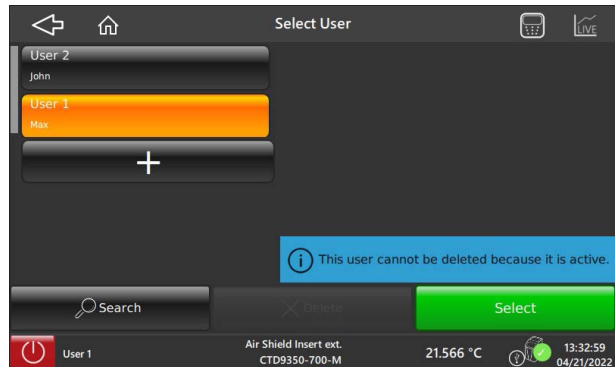 Select User
LIVE
User 2
John
User 1
Max
+
This user cannot be deleted because it is active.
Search
Delete
Select
User 1
Air Shield Insert ext.
CTD9350-700-M
21.566 °C
13:32:59
04/21/2022